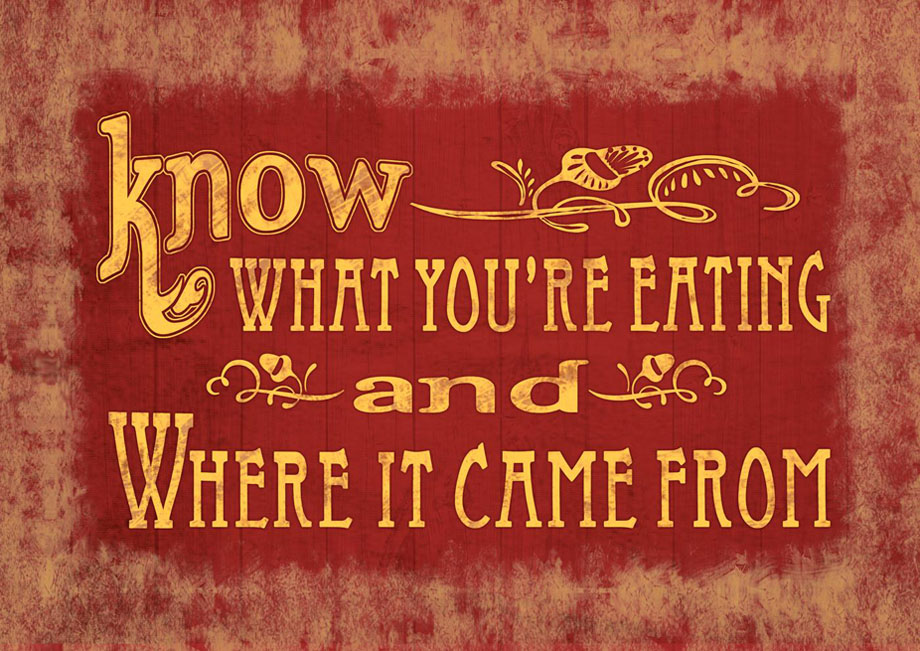 know
WHAT YOU'RE EATING
and
WHERE IT CAME FROM